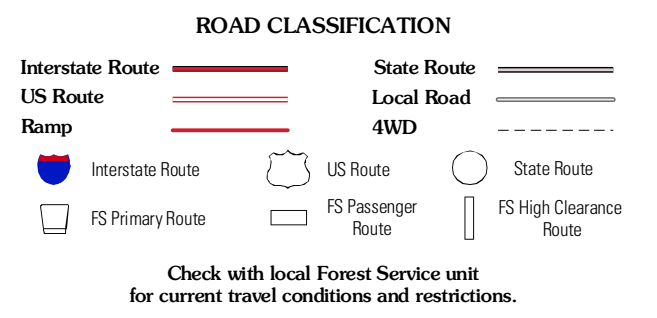 ROAD CLASSIFICATION
Interstate Route
State Route
US Route
Local Road
Ramp
4WD
Interstate Route
US Route
State Route
FS Primary Route
FS Passenger
Route
FS High Clearance
Route
Check with local Forest Service unit
for current travel conditions and restrictions.